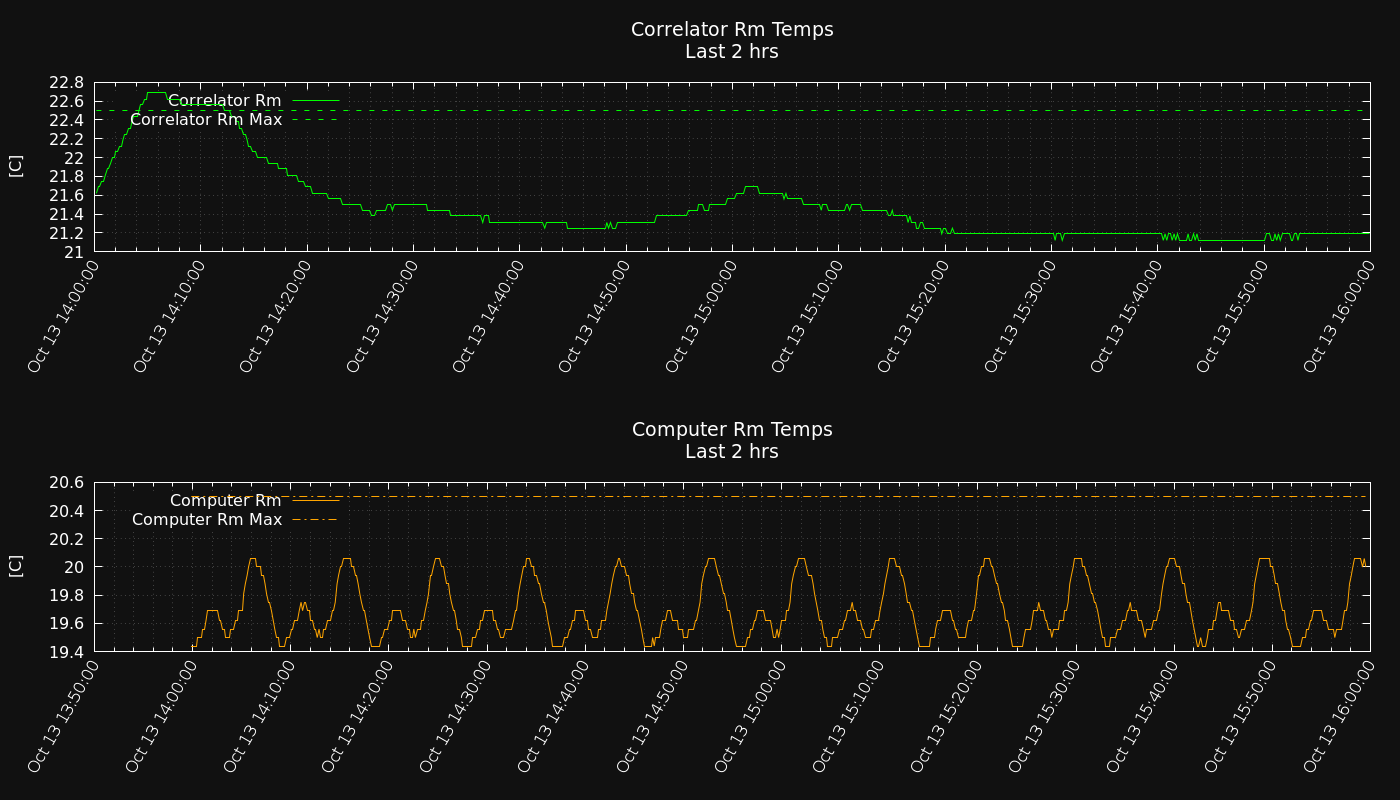 Correlator Rm Temps
Last 2 hrs
22.8
22.6
22.4
22.2
22
21.8
21.6
21.4
21.2
21
[C]
Correlator Rm
Correlator Rm Max
Oct 13 14:00:00
Oct 13 14:10:00
Oct 13 14:20:00
Oct 13 14:30:00
Oct 13 14:40:00
Oct 13 14:50:00
Oct 13 15:00:00
Oct 13 15:10:00
Oct 13 15:20:00
Oct 13 15:30:00
Oct 13 15:40:00
Oct 13 15:50:00
Oct 13 16:00:00
Computer Rm Temps
Last 2 hrs
20.6
20.4
20.2
20
19.8
19.6
19.4
[C]
Computer Rm
Computer Rm Max
Oct 13 13:50:00
Oct 13 14:00:00
Oct 13 14:10:00
Oct 13 14:20:00
Oct 13 14:30:00
Oct 13 14:40:00
Oct 13 14:50:00
Oct 13 15:00:00
Oct 13 15:10:00
Oct 13 15:20:00
Oct 13 15:30:00
Oct 13 15:40:00
Oct 13 15:50:00
Oct 13 16:00:00